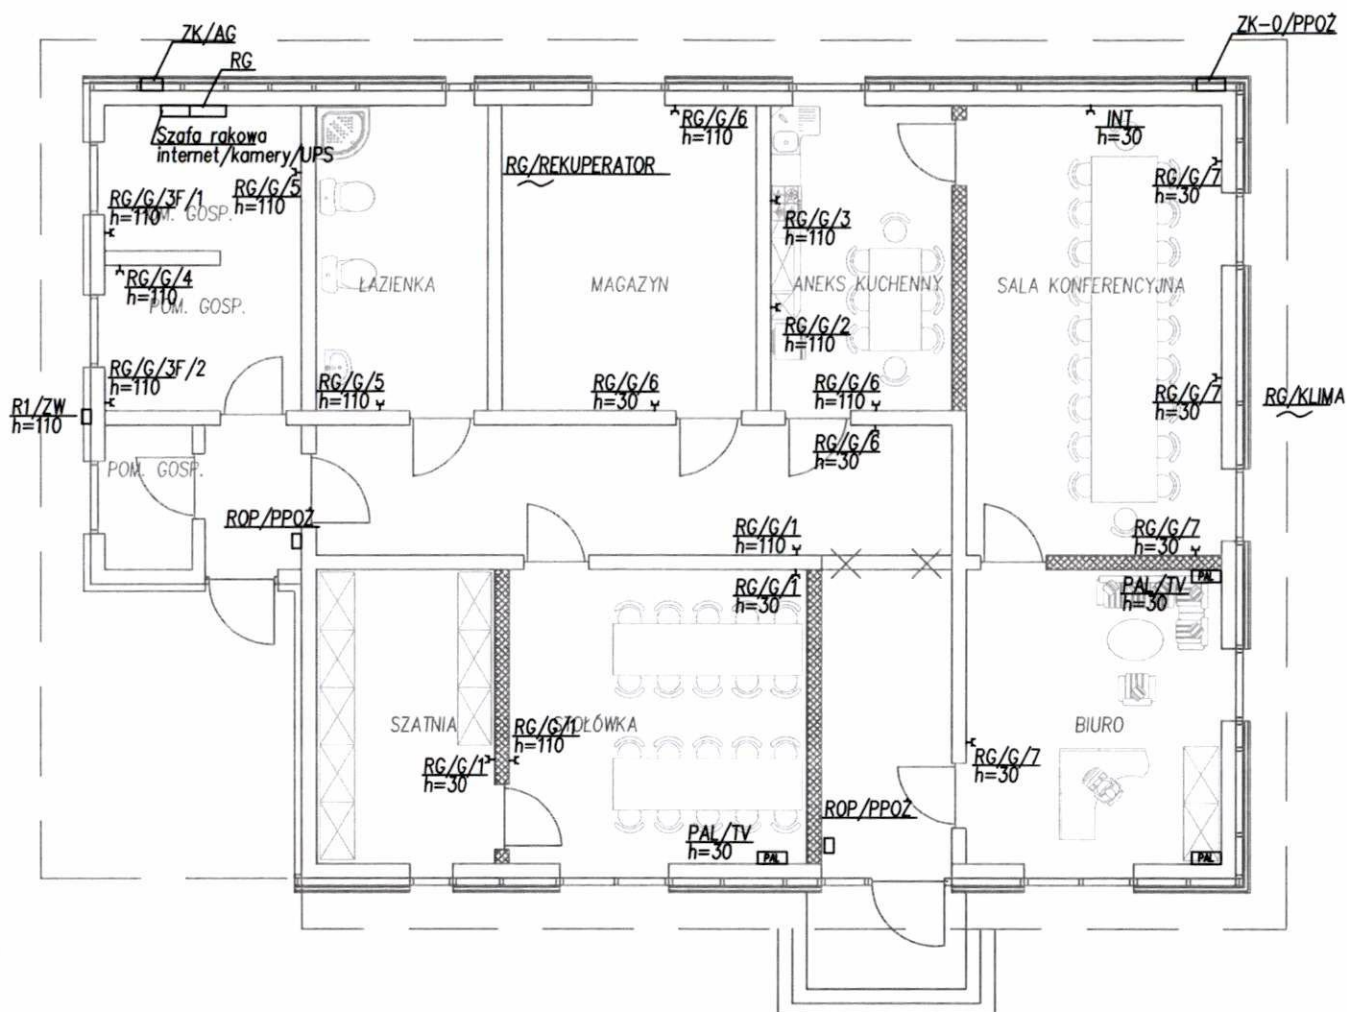 ZK/AG
ZK-0/PPOŻ
RG
Szafa rakowa
internet/kamery/UPS
RG/G/6
h=110
INT
h=30
RG/REKUPERATOR
RG/G/7
h=30
RG/G/5
h=110
RG/G/3F/1
h=110
POM. GOSP.
RG/G/3
h=110
RG/G/4
h=110
POM. GOSP.
ŁAZIENKA
MAGAZYN
ANEKS KUCHENNY
SALA KONFERENCYJNA
RG/G/2
h=110
RG/G/3F/2
h=110
RG/G/5
h=110
RG/G/6
h=30
RG/G/6
h=110
RG/G/7
h=30
RG/KLIMA
R1/ZW
h=110
RG/G/6
h=30
POM. GOSP.
ROP/PPOŻ
RG/G/1
h=110
RG/G/7
h=30
RG/G/1
h=30
PAL/TV
h=30
PAL
SZATNIA
RG/G/1
h=110
STOŁÓWKA
BIURO
RG/G/1
h=30
RG/G/7
h=30
ROP/PPOŻ
PAL/TV
h=30
PAL
PAL